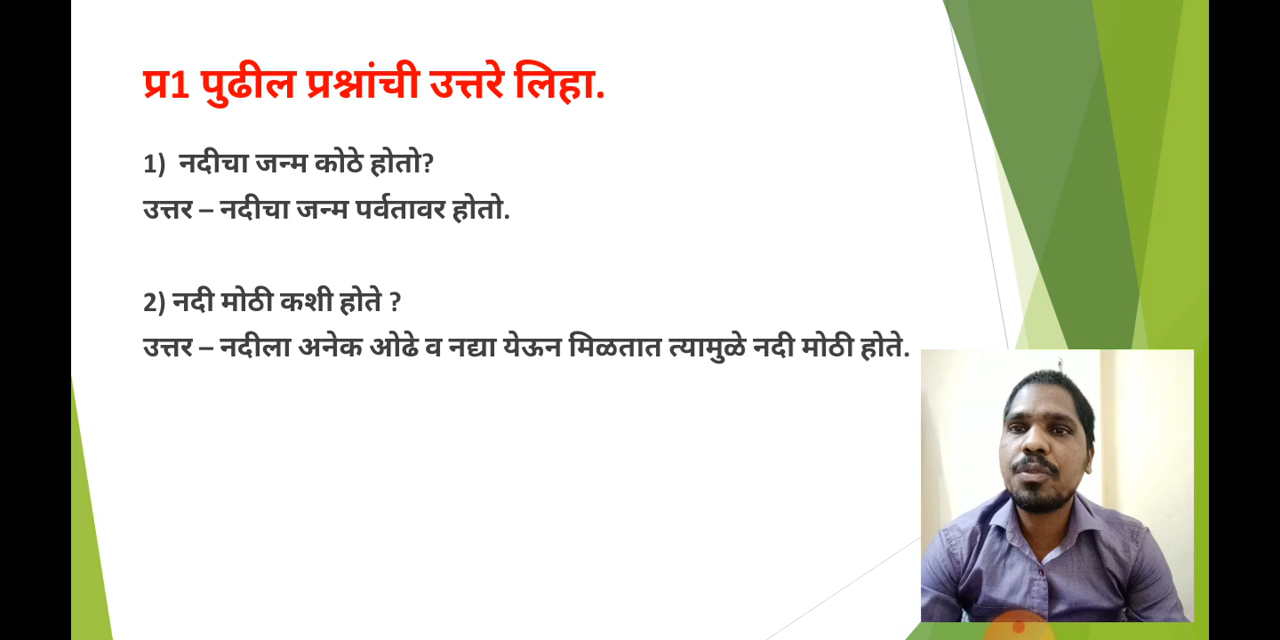 प्र1 पुढील प्रश्नांची उत्तरे लिहा.
1) नदीचा जन्म कोठे होतो?
उत्तर – नदीचा जन्म पर्वतावर होतो.
2) नदी मोठी कशी होते ?
उत्तर – नदीला अनेक ओढे व नद्या येऊन मिळतात त्यामुळे नदी मोठी होते.